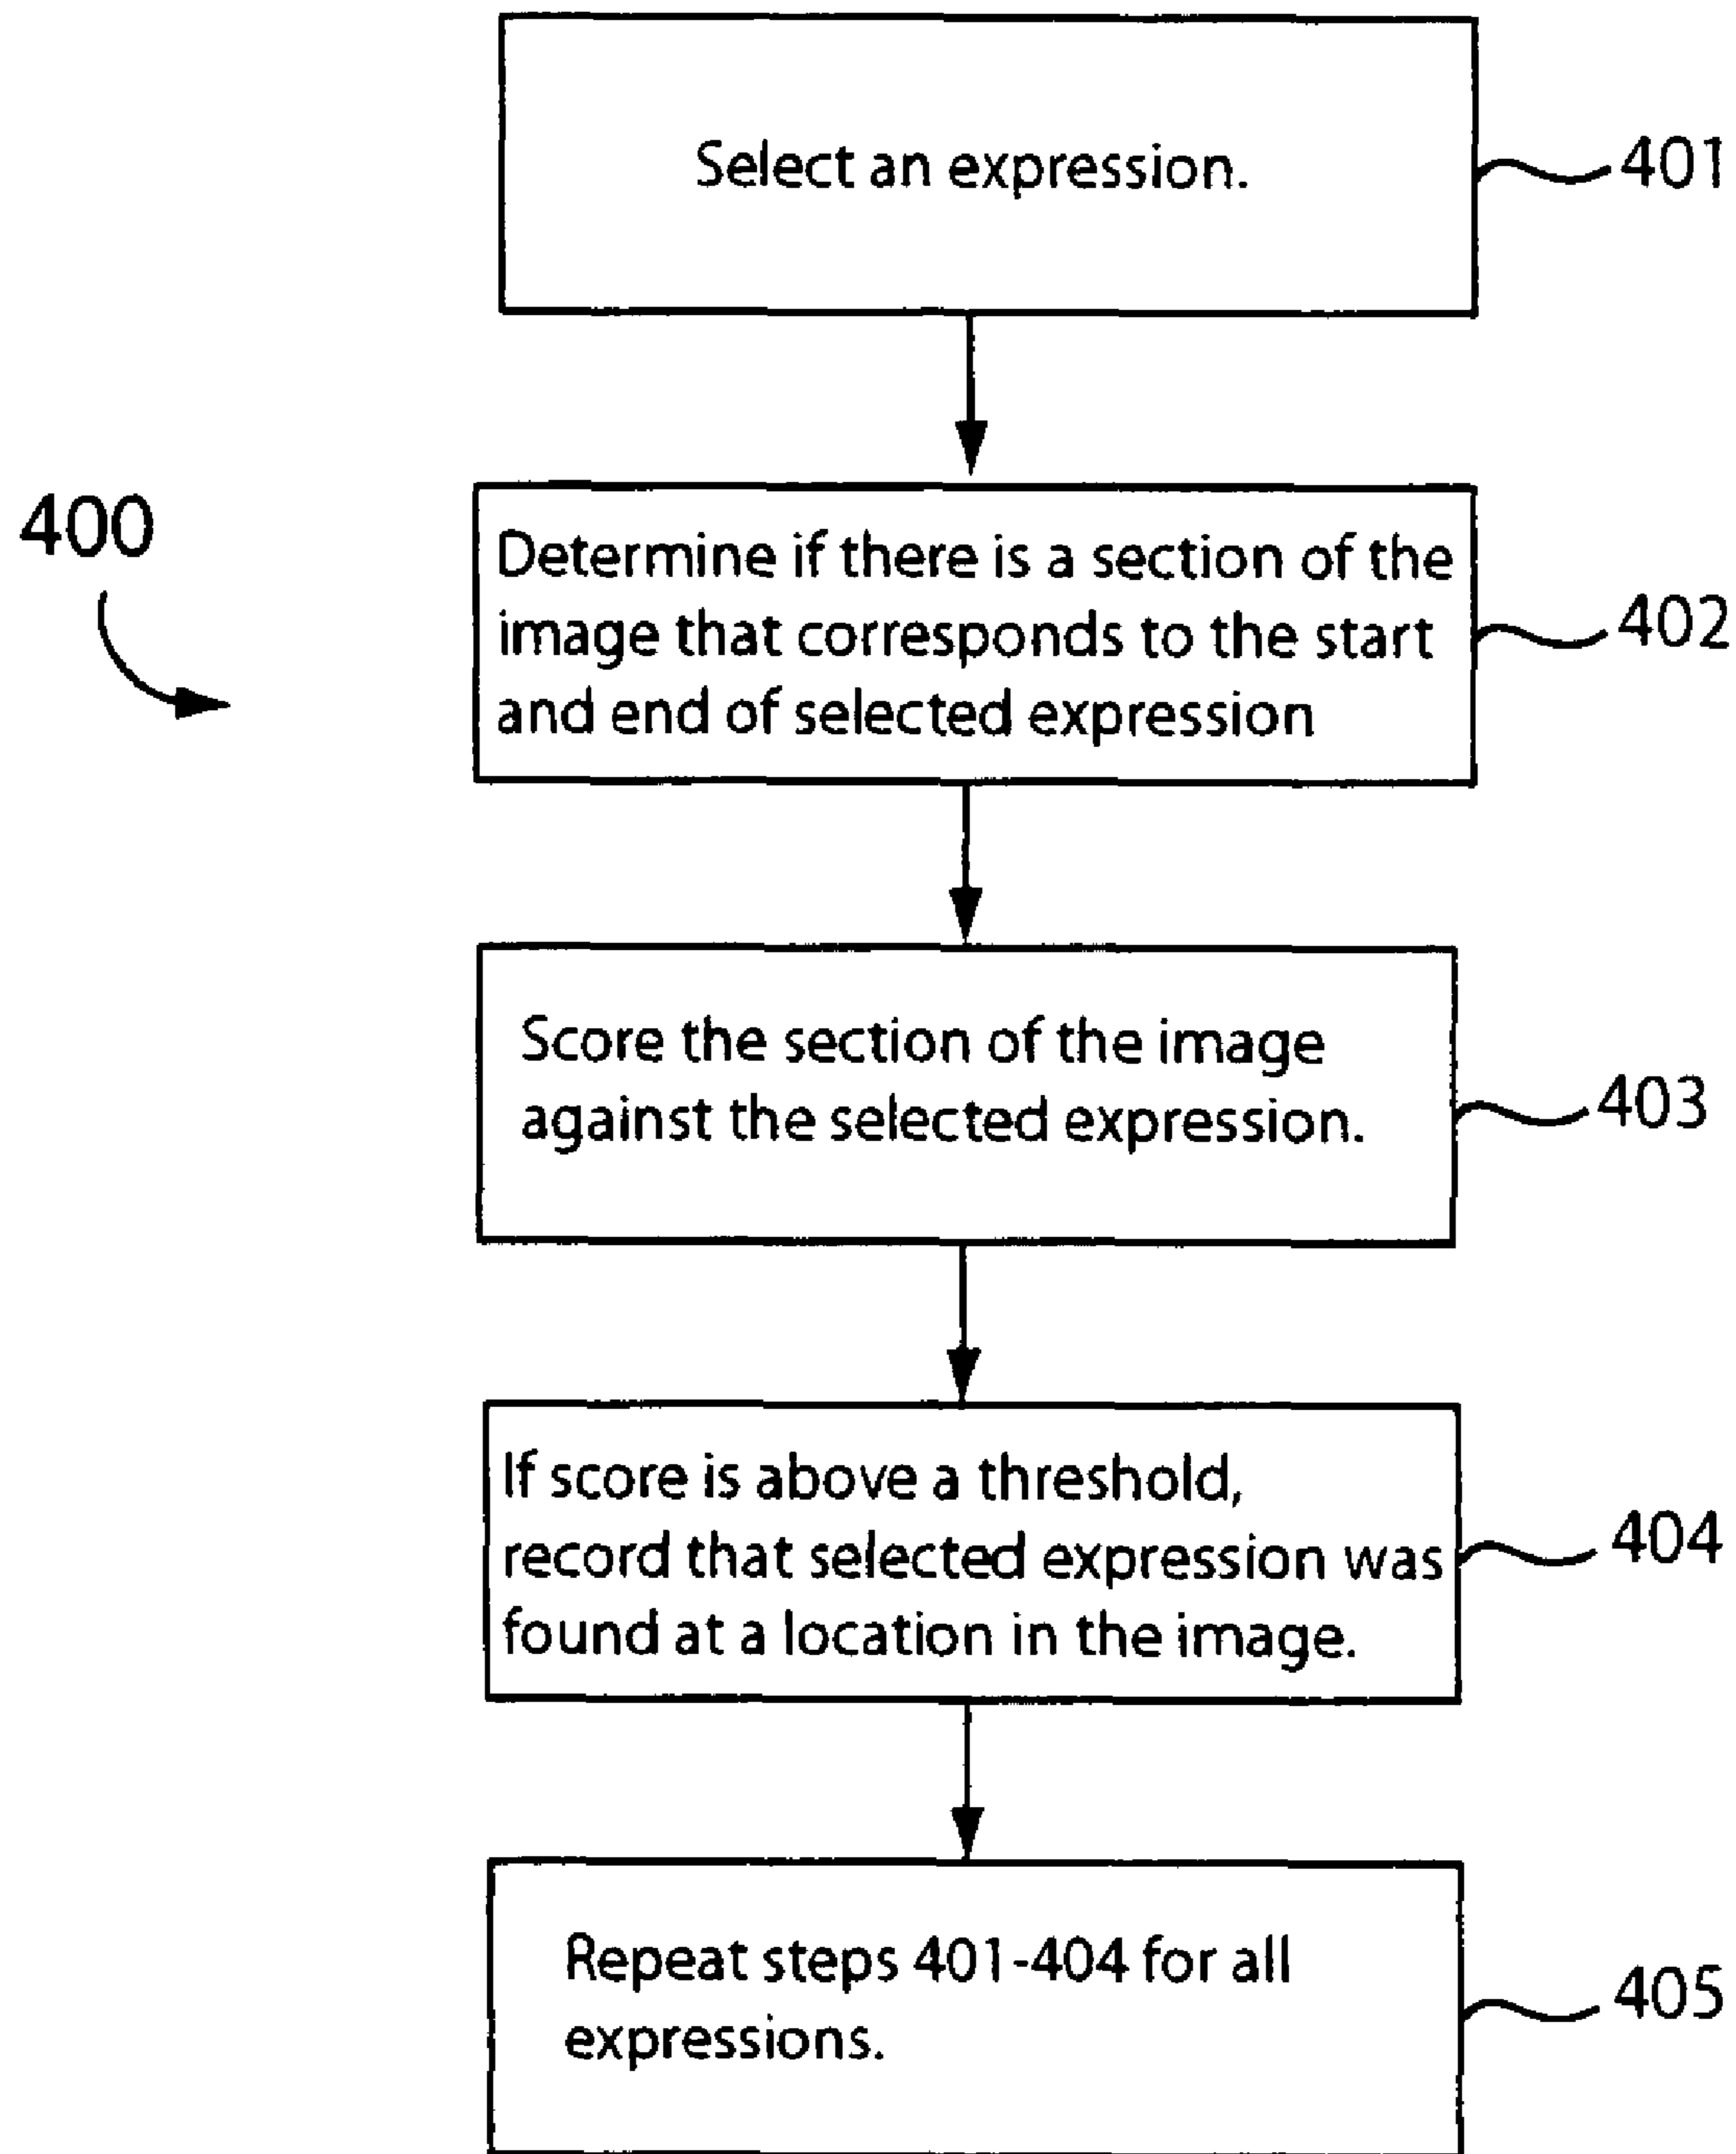 Select an expression.
401
400
Determine if there is a section of the
image that corresponds to the start
and end of selected expression
402
Score the section of the image
against the selected expression.
403
If score is above a threshold,
record that selected expression was
found at a location in the image.
404
Repeat steps 401-404 for all
expressions.
405